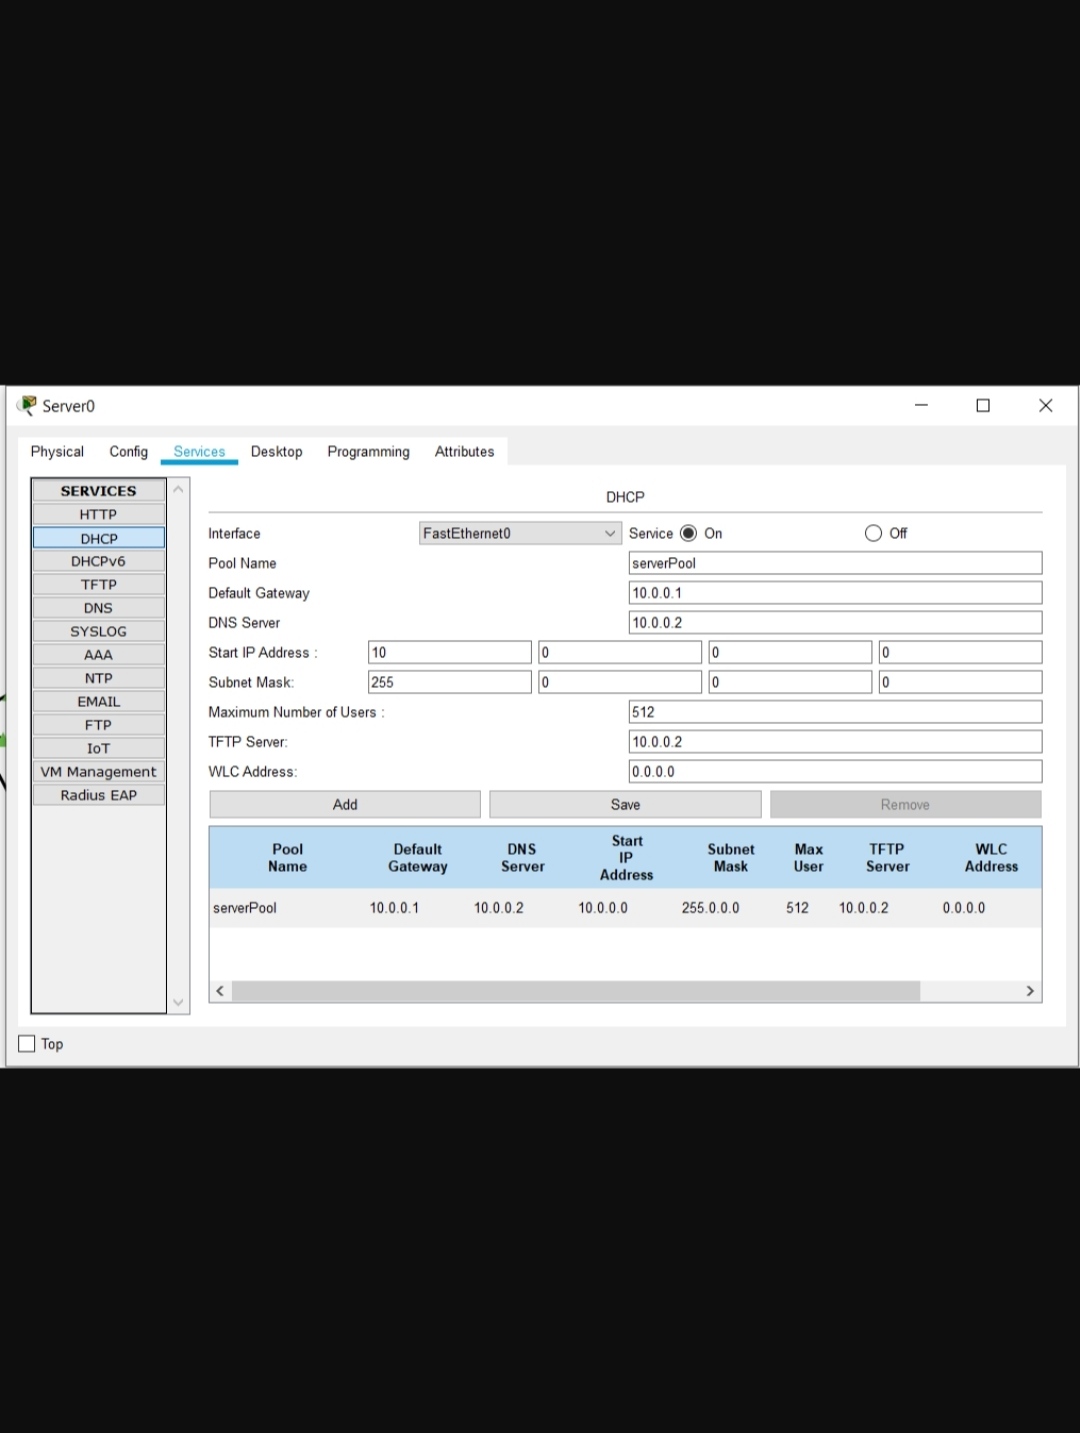 Server0
Physical Config Services Desktop Programming Attributes
SERVICES
HTTP
DHCP
DHCPv6
TFTP
DNS
SYSLOG
AAA
NTP
EMAIL
FTP
IoT
VM Management
Radius EAP
DHCP
Interface FastEthernet0 Service On Off
Pool Name serverPool
Default Gateway 10.0.0.1
DNS Server 10.0.0.2
Start IP Address : 10 0 0 0
Subnet Mask: 255 0 0 0
Maximum Number of Users : 512
TFTP Server: 10.0.0.2
WLC Address: 0.0.0.0
Add Save Remove
Pool Name Default Gateway DNS Server Start IP Address Subnet Mask Max User TFTP Server WLC Address
serverPool 10.0.0.1 10.0.0.2 10.0.0.0 255.0.0.0 512 10.0.0.2 0.0.0.0
Top